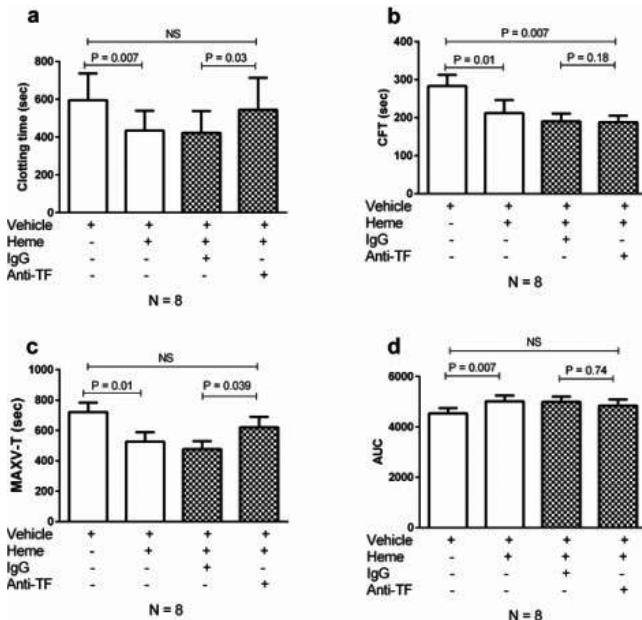 a
NS
P = 0.007
P = 0.03
Clotting time (sec)
800
600
400
200
0
Vehicle + + + +
Heme - + + +
IgG - - + -
Anti-TF - - - +
N = 8
b
P = 0.007
P = 0.01
P = 0.18
CFT (sec)
400
300
200
100
0
Vehicle + + + +
Heme - + + +
IgG - - + -
Anti-TF - - - +
N = 8
c
NS
P = 0.01
P = 0.039
MAXV-T (sec)
1000
800
600
400
200
0
Vehicle + + + +
Heme - + + +
IgG - - + -
Anti-TF - - - +
N = 8
d
NS
P = 0.007
P = 0.74
AUC
6000
4000
2000
0
Vehicle + + + +
Heme - + + +
IgG - - + -
Anti-TF - - - +
N = 8